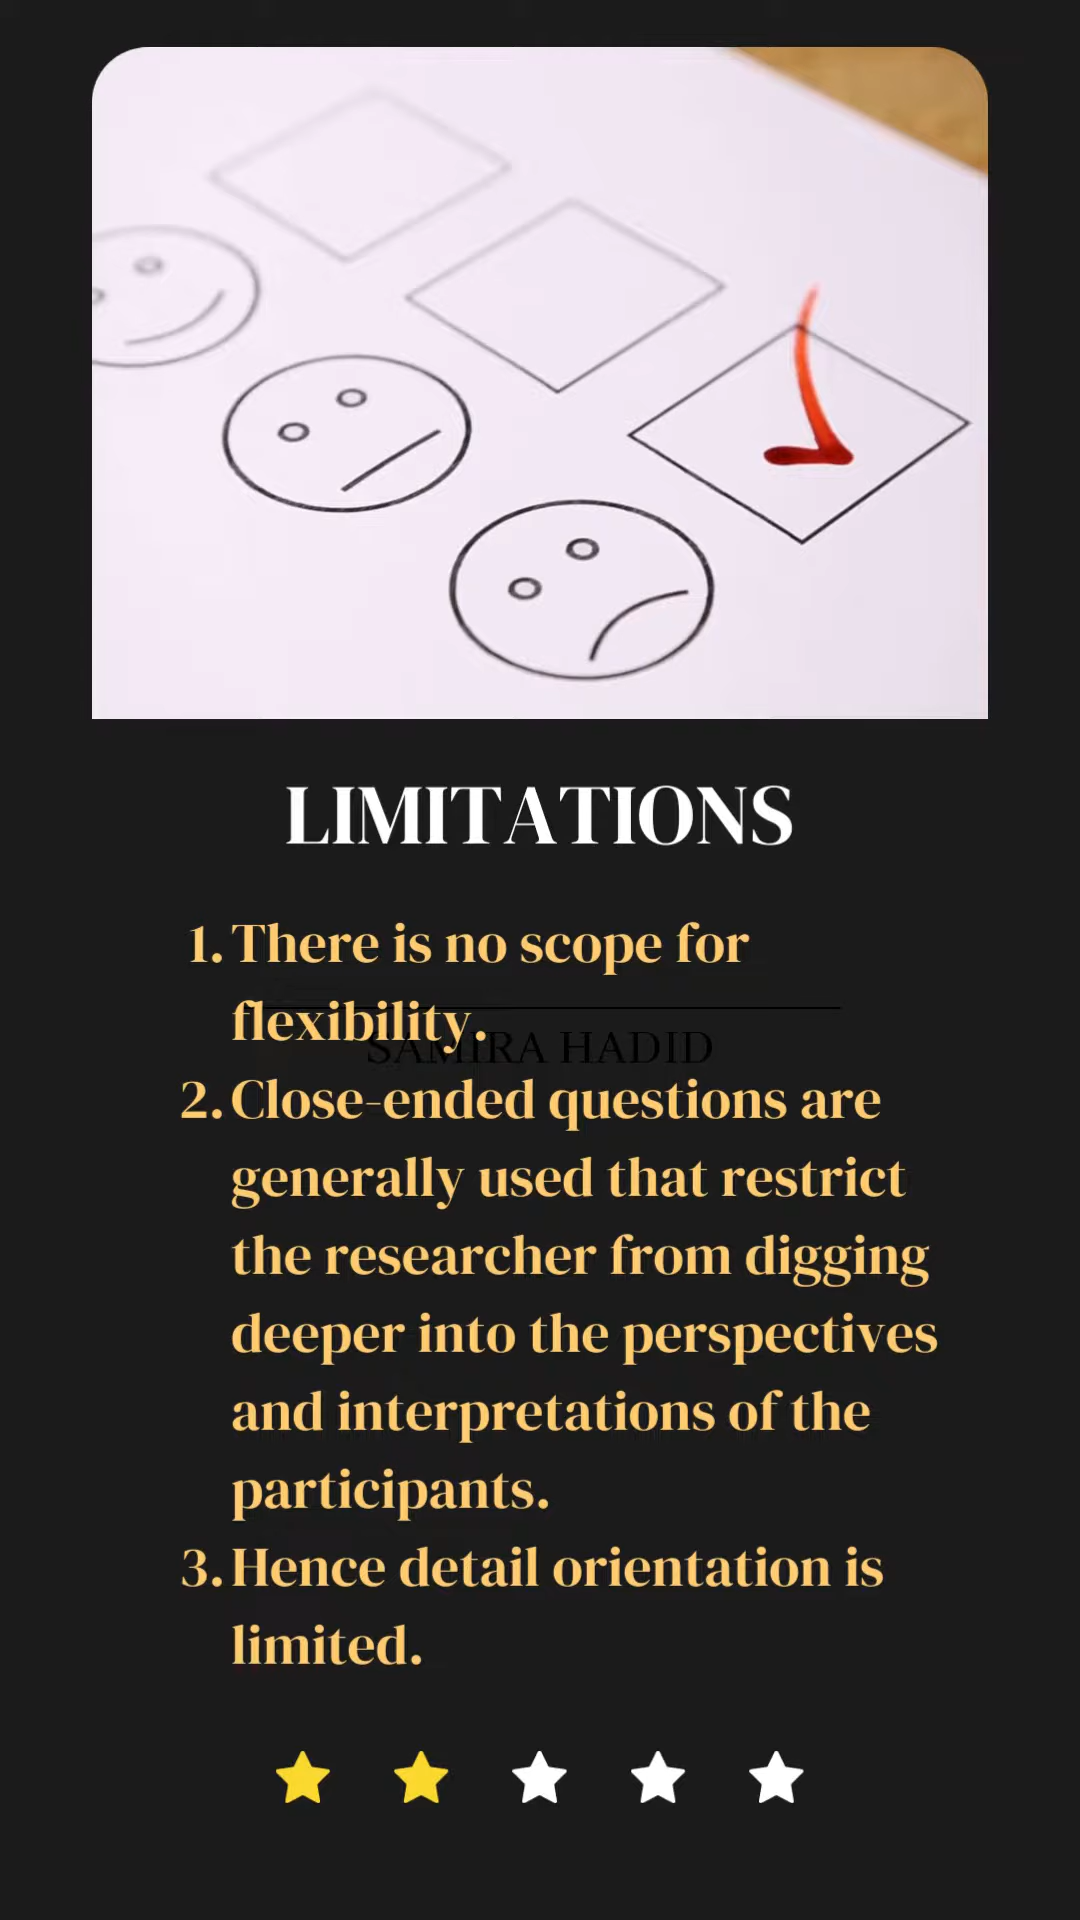 LIMITATIONS
1. There is no scope for
flexibility.
SAMIRA HADID
2. Close-ended questions are
generally used that restrict
the researcher from digging
deeper into the perspectives
and interpretations of the
participants.
3. Hence detail orientation is
limited.